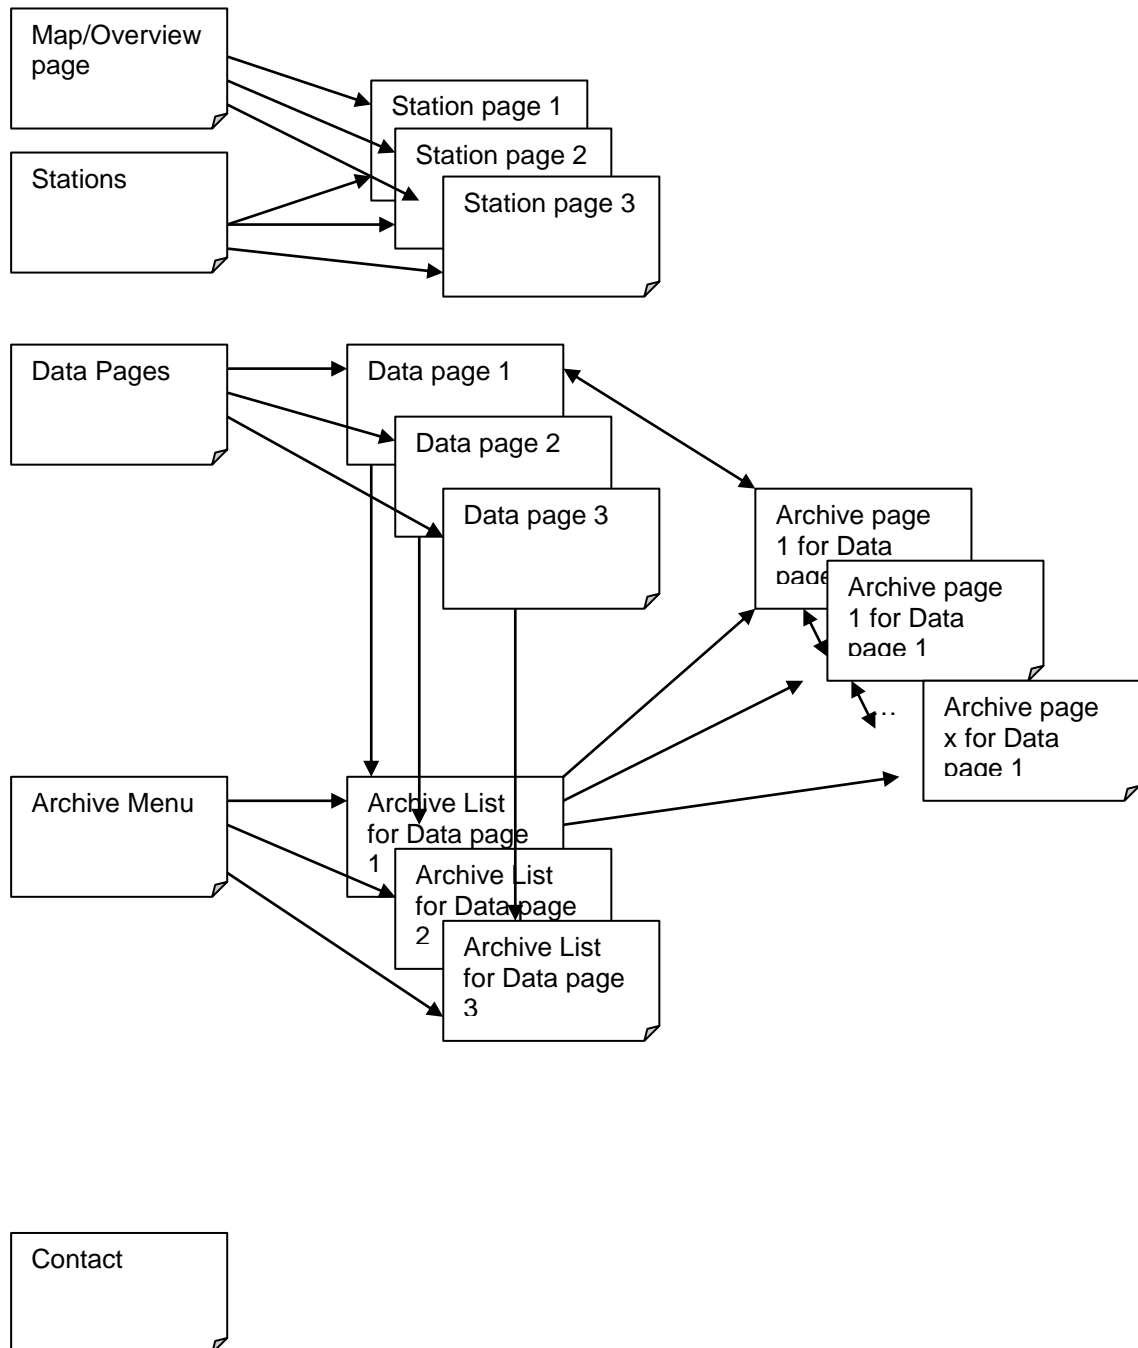 Map/Overview
page
Station page 1
Station page 2
Stations
Station page 3
Data Pages
Data page 1
Data page 2
Data page 3
Archive page
1 for Data
page
Archive page
1 for Data
page 1
…
Archive page
x for Data
page 1
Archive Menu
Archive List
for Data page
1
Archive List
for Data page
2
Archive List
for Data page
3
Contact